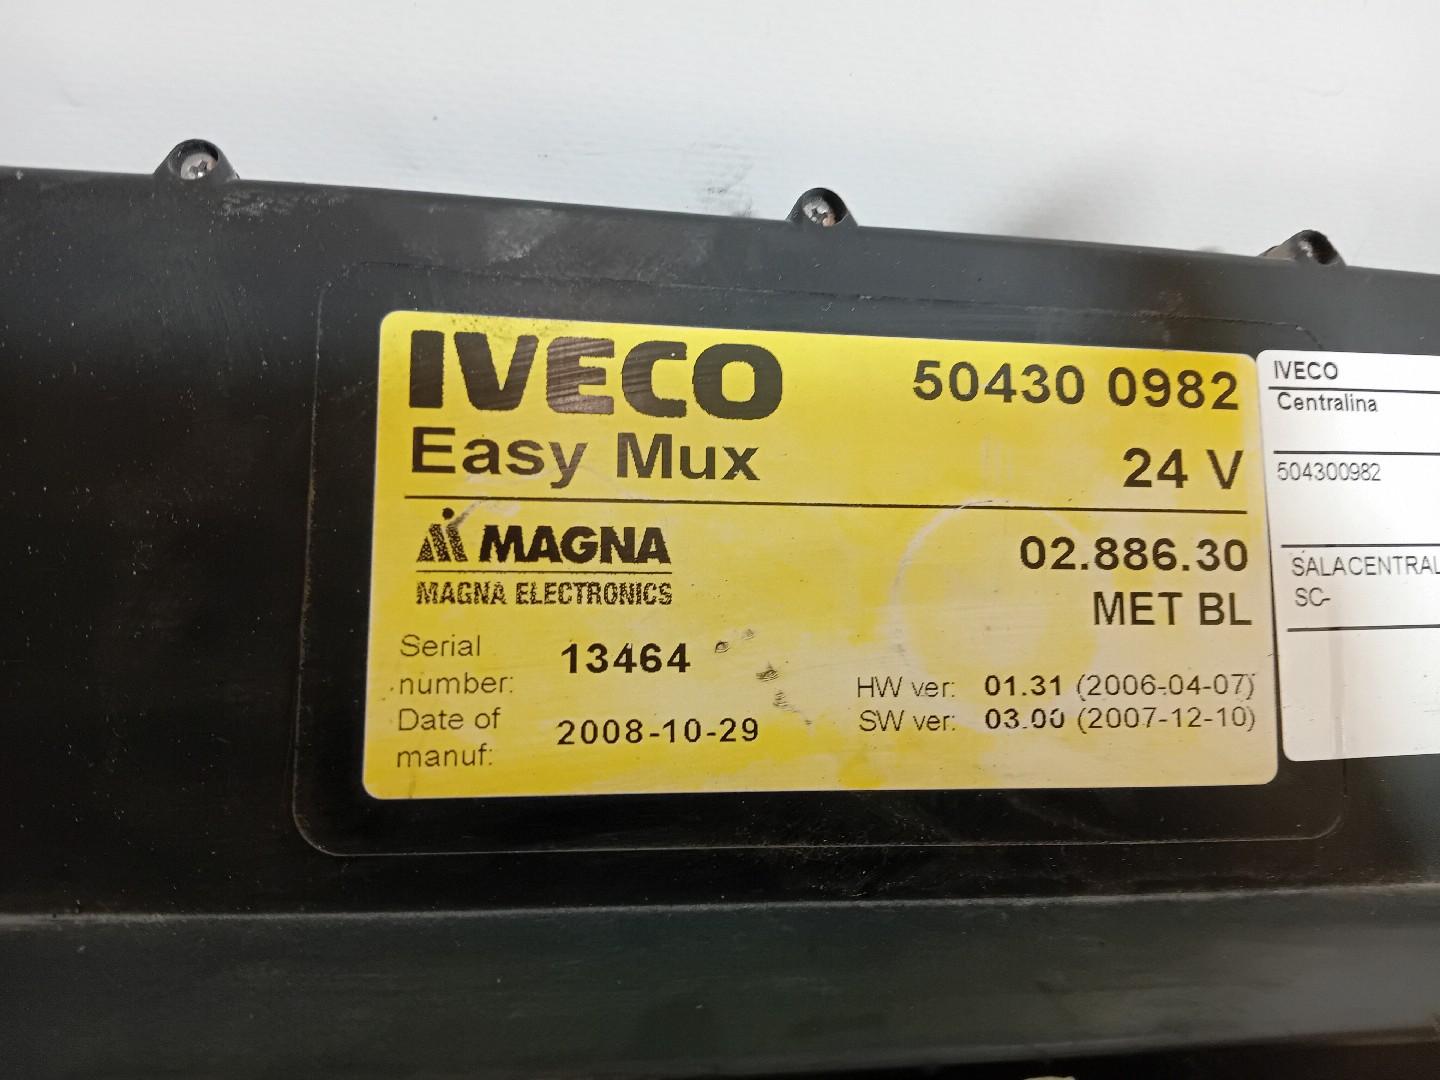 IVECO 50430 0982
Easy Mux 24 V
MAGNA 02.886.30
MAGNA ELECTRONICS MET BL
Serial number: 13464
HW ver: 01.31 (2006-04-07)
Date of manuf: 2008-10-29
SW ver: 03.00 (2007-12-10)
IVECO
Centralina
504300982
SALACENTRAL
SC-